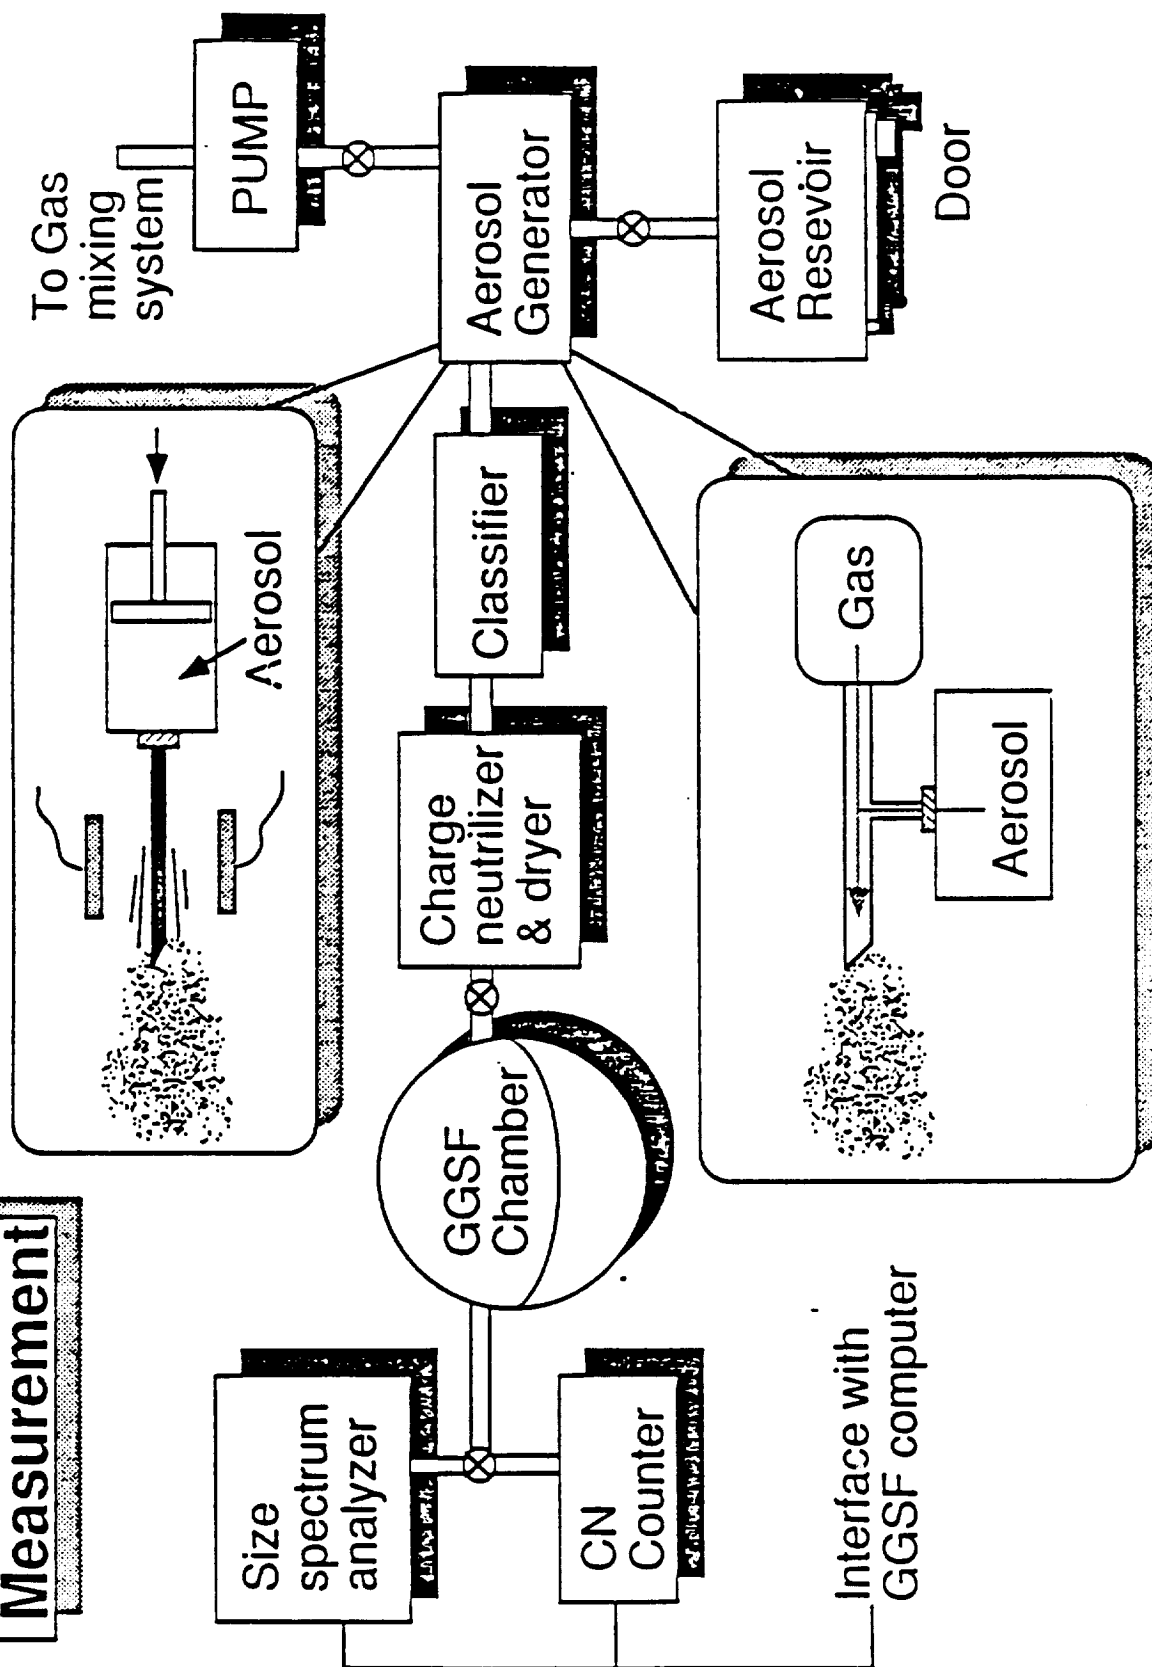 Measurement
Size
spectrum
analyzer
CN
Counter
Interface with
GGSF computer
GGSF
Chamber
Charge
neutrilizer
& dryer
Classifier
Aerosol
Generator
PUMP
To Gas
mixing
system
Aerosol
Resevoir
Door
Aerosol
Gas
Aerosol